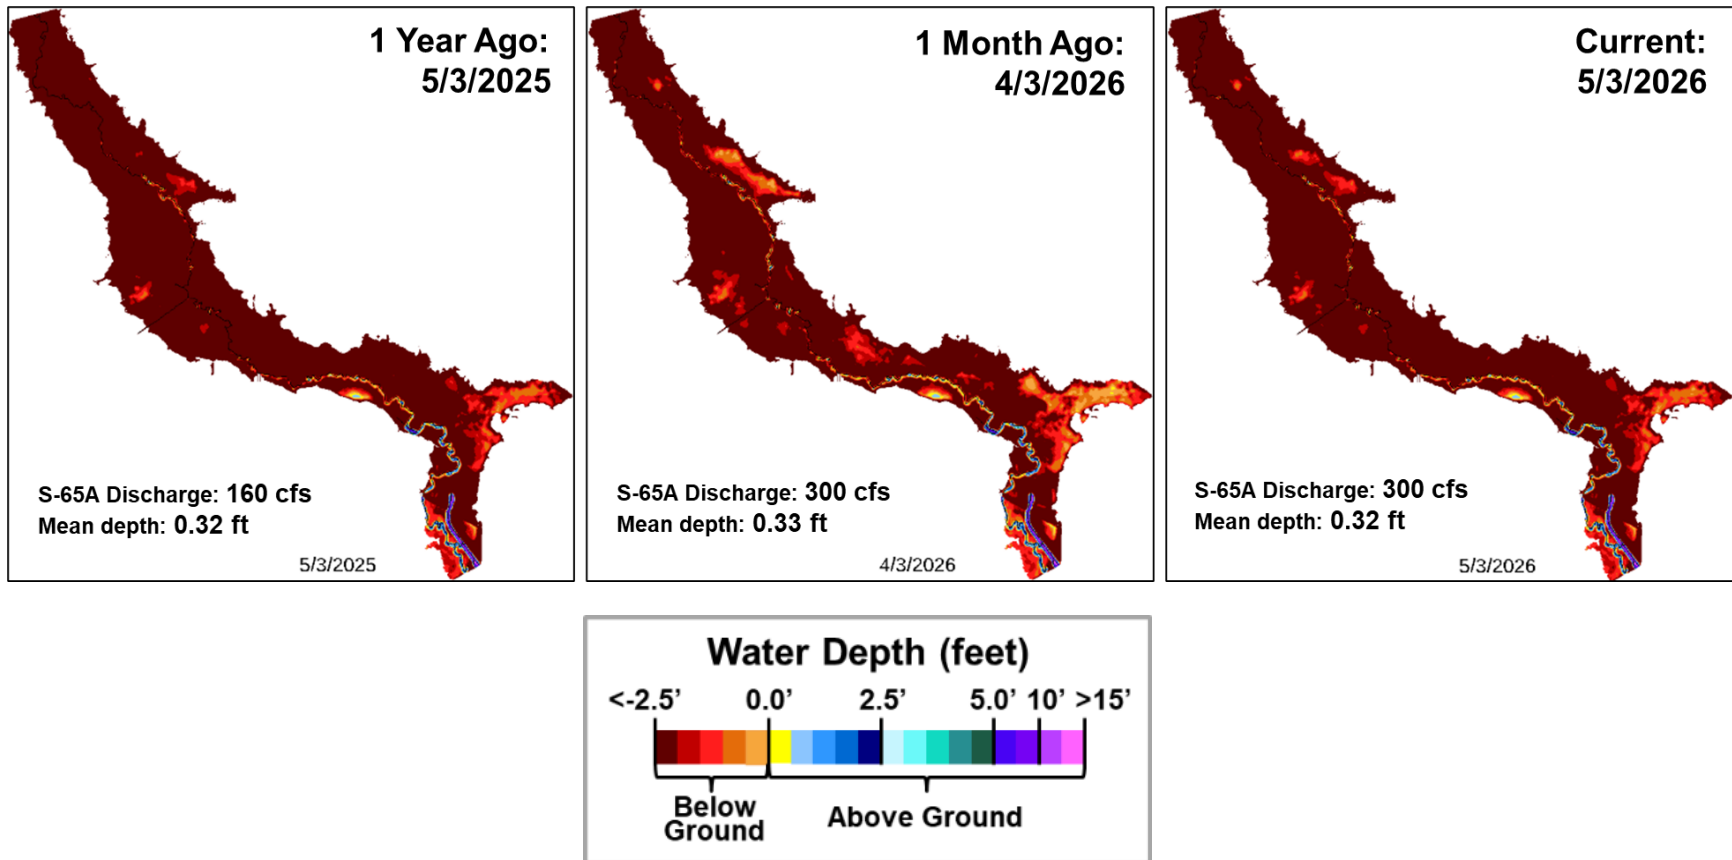 1 Year Ago:
5/3/2025
S-65A Discharge: 160 cfs
Mean depth: 0.32 ft
5/3/2025
1 Month Ago:
4/3/2026
S-65A Discharge: 300 cfs
Mean depth: 0.33 ft
4/3/2026
Current:
5/3/2026
S-65A Discharge: 300 cfs
Mean depth: 0.32 ft
5/3/2026
Water Depth (feet)
<-2.5’ 0.0’ 2.5’ 5.0’ 10’ >15’
Below
Ground
Above Ground